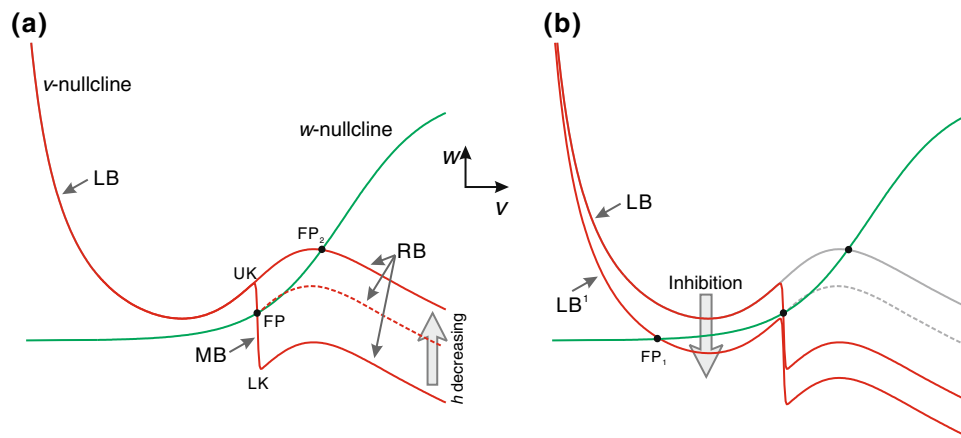 (a)
v-nullcline
w-nullcline
LB
w
v
FP₂
RB
UK
FP
MB
LK
h decreasing
(b)
LB
LB¹
Inhibition
FP₁